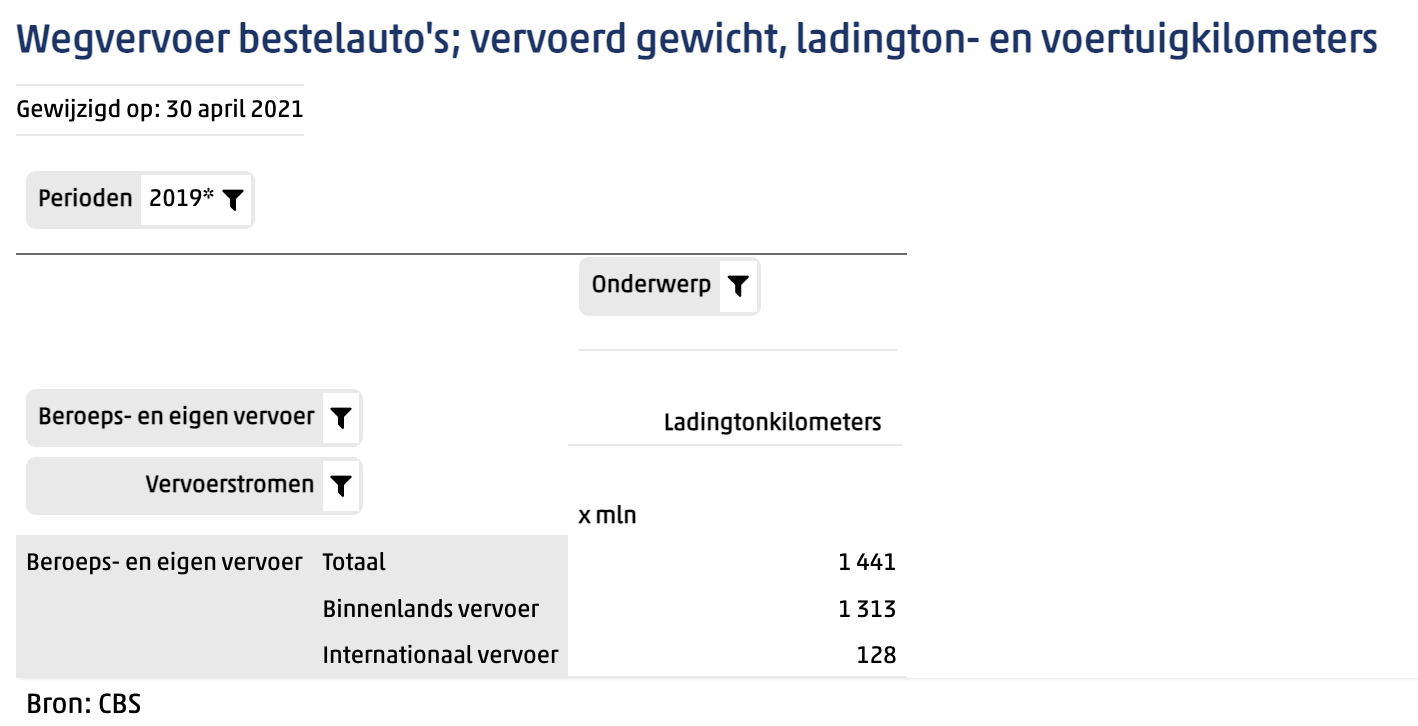 Wegvervoer bestelauto's; vervoerd gewicht, ladington- en voertuigkilometers
Gewijzigd op: 30 april 2021
Perioden 2019*
Onderwerp
Beroeps- en eigen vervoer
Ladingtonkilometers
Vervoerstromen
x mln
Beroeps- en eigen vervoer Totaal 1 441
Binnenlands vervoer 1 313
Internationaal vervoer 128
Bron: CBS